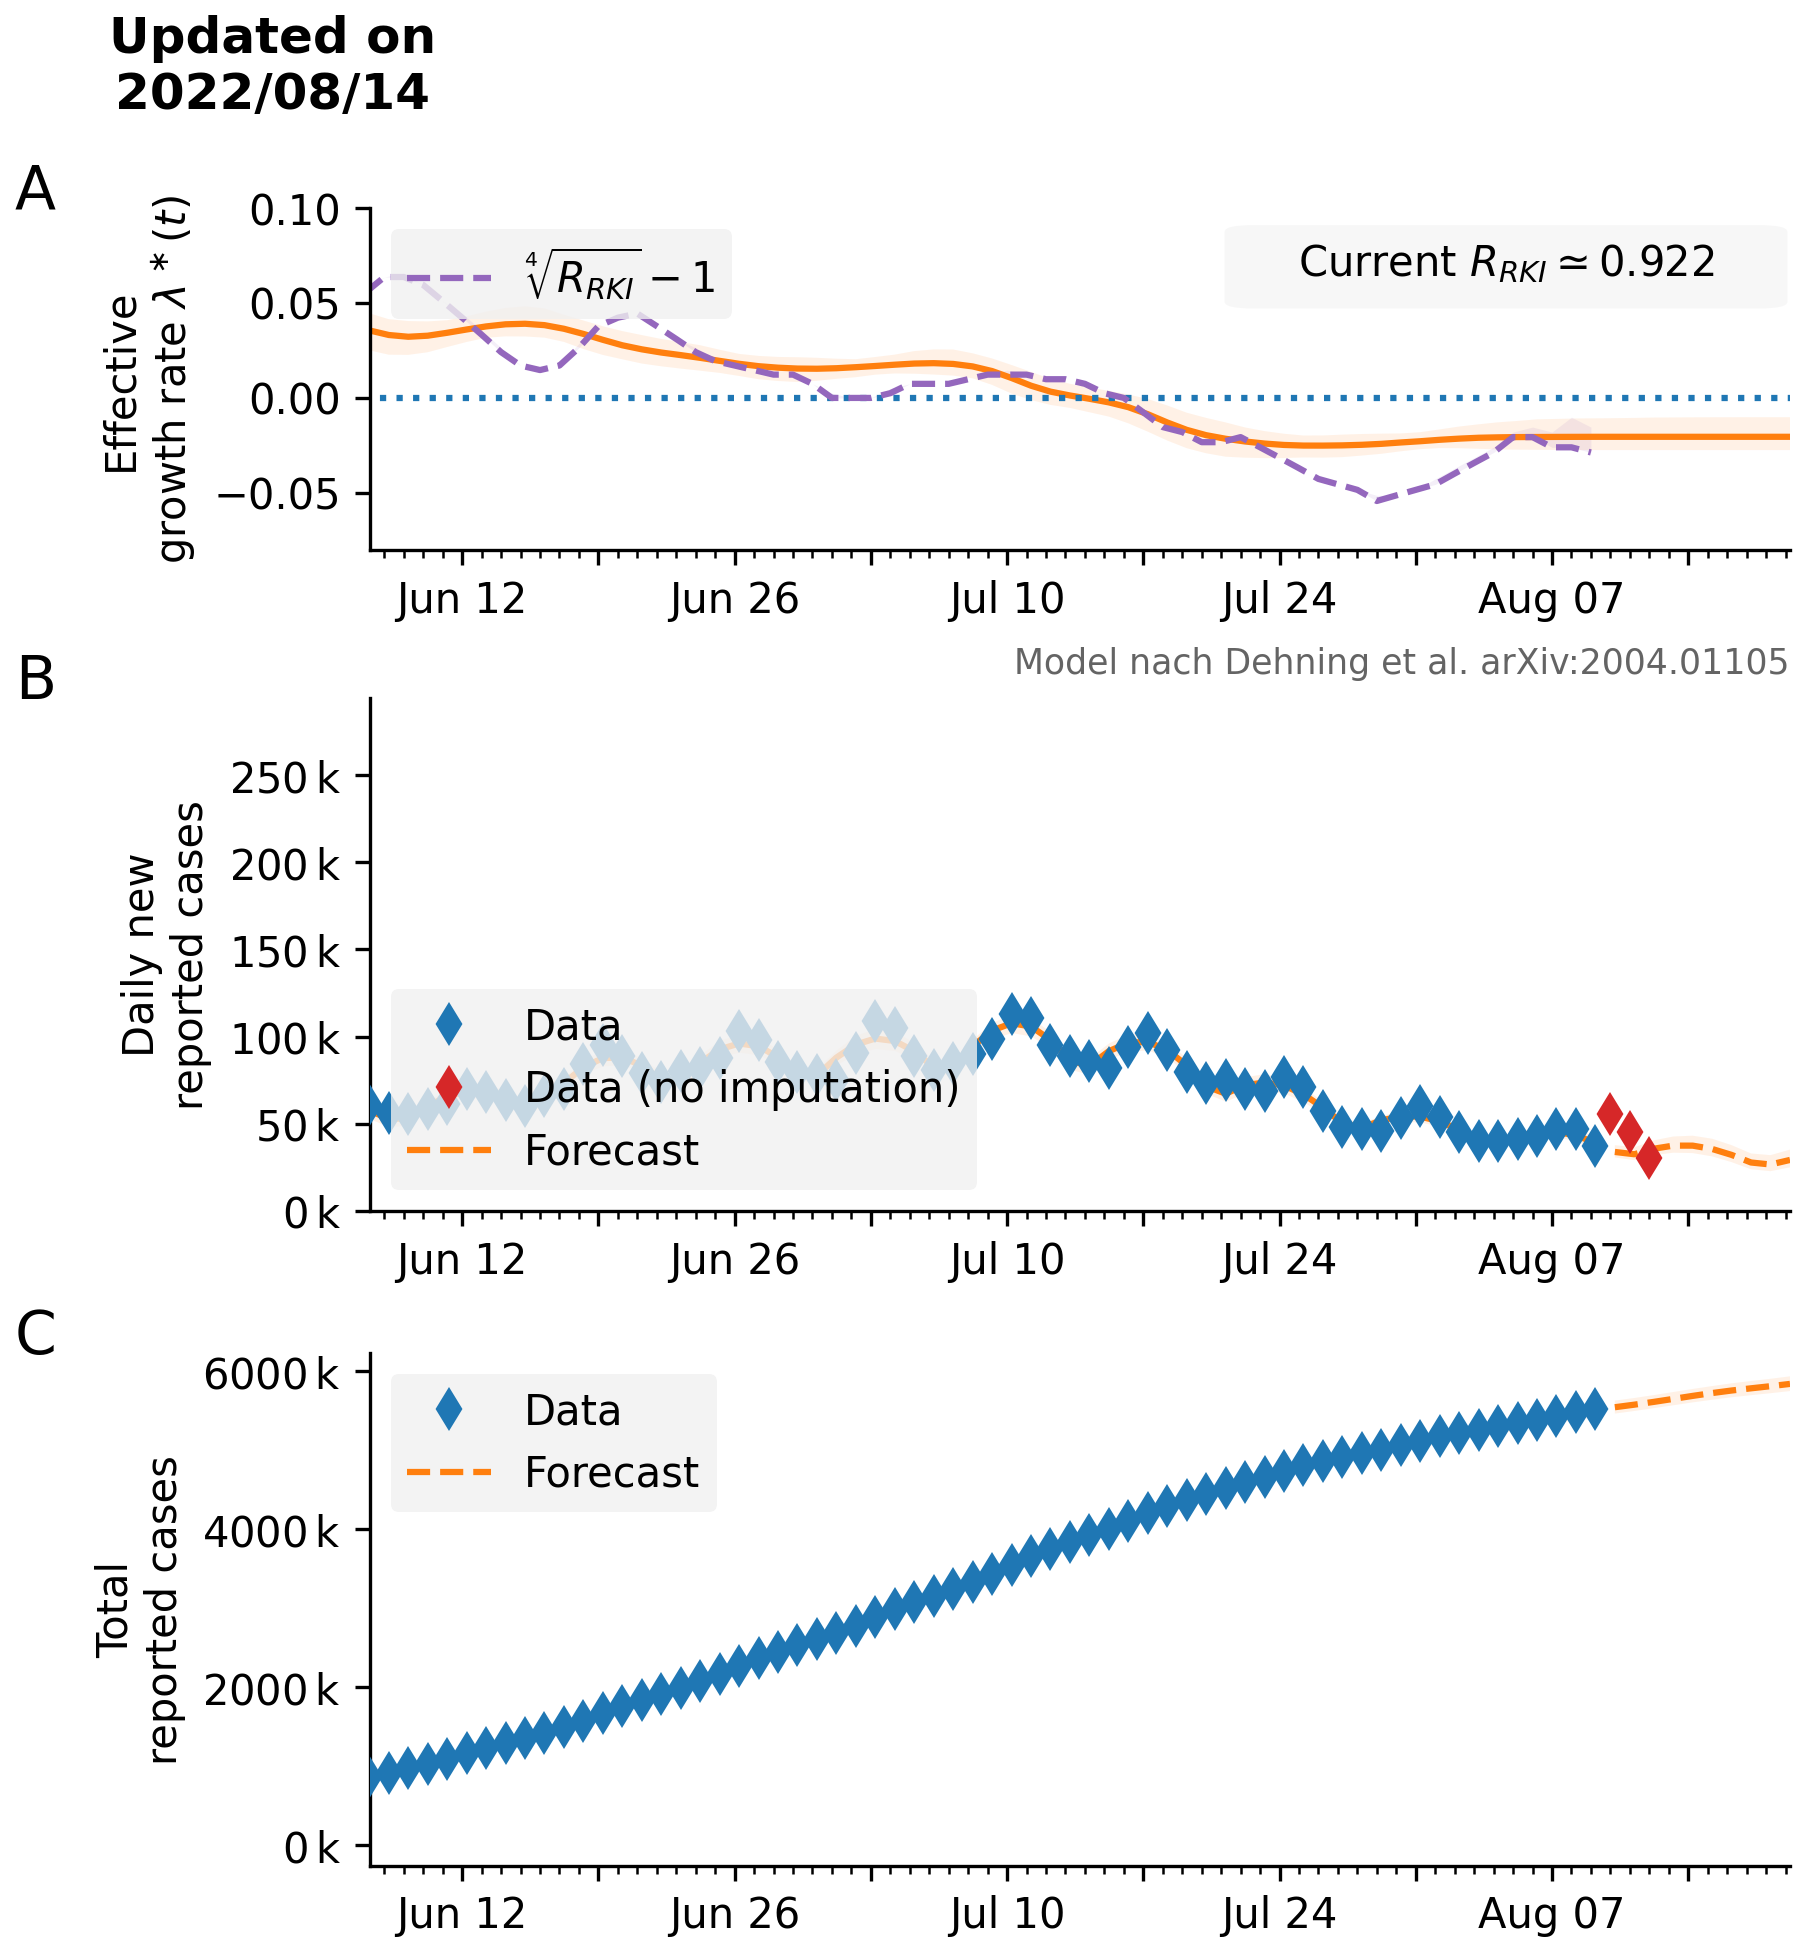 Updated on
2022/08/14
A
Effective
growth rate λ * (t)
0.10
0.05
0.00
−0.05
∜R_RKI − 1
Current R_RKI ≃ 0.922
Jun 12 Jun 26 Jul 10 Jul 24 Aug 07
Model nach Dehning et al. arXiv:2004.01105
B
Daily new
reported cases
250 k
200 k
150 k
100 k
50 k
0 k
Data
Data (no imputation)
Forecast
Jun 12 Jun 26 Jul 10 Jul 24 Aug 07
C
Total
reported cases
6000 k
4000 k
2000 k
0 k
Data
Forecast
Jun 12 Jun 26 Jul 10 Jul 24 Aug 07